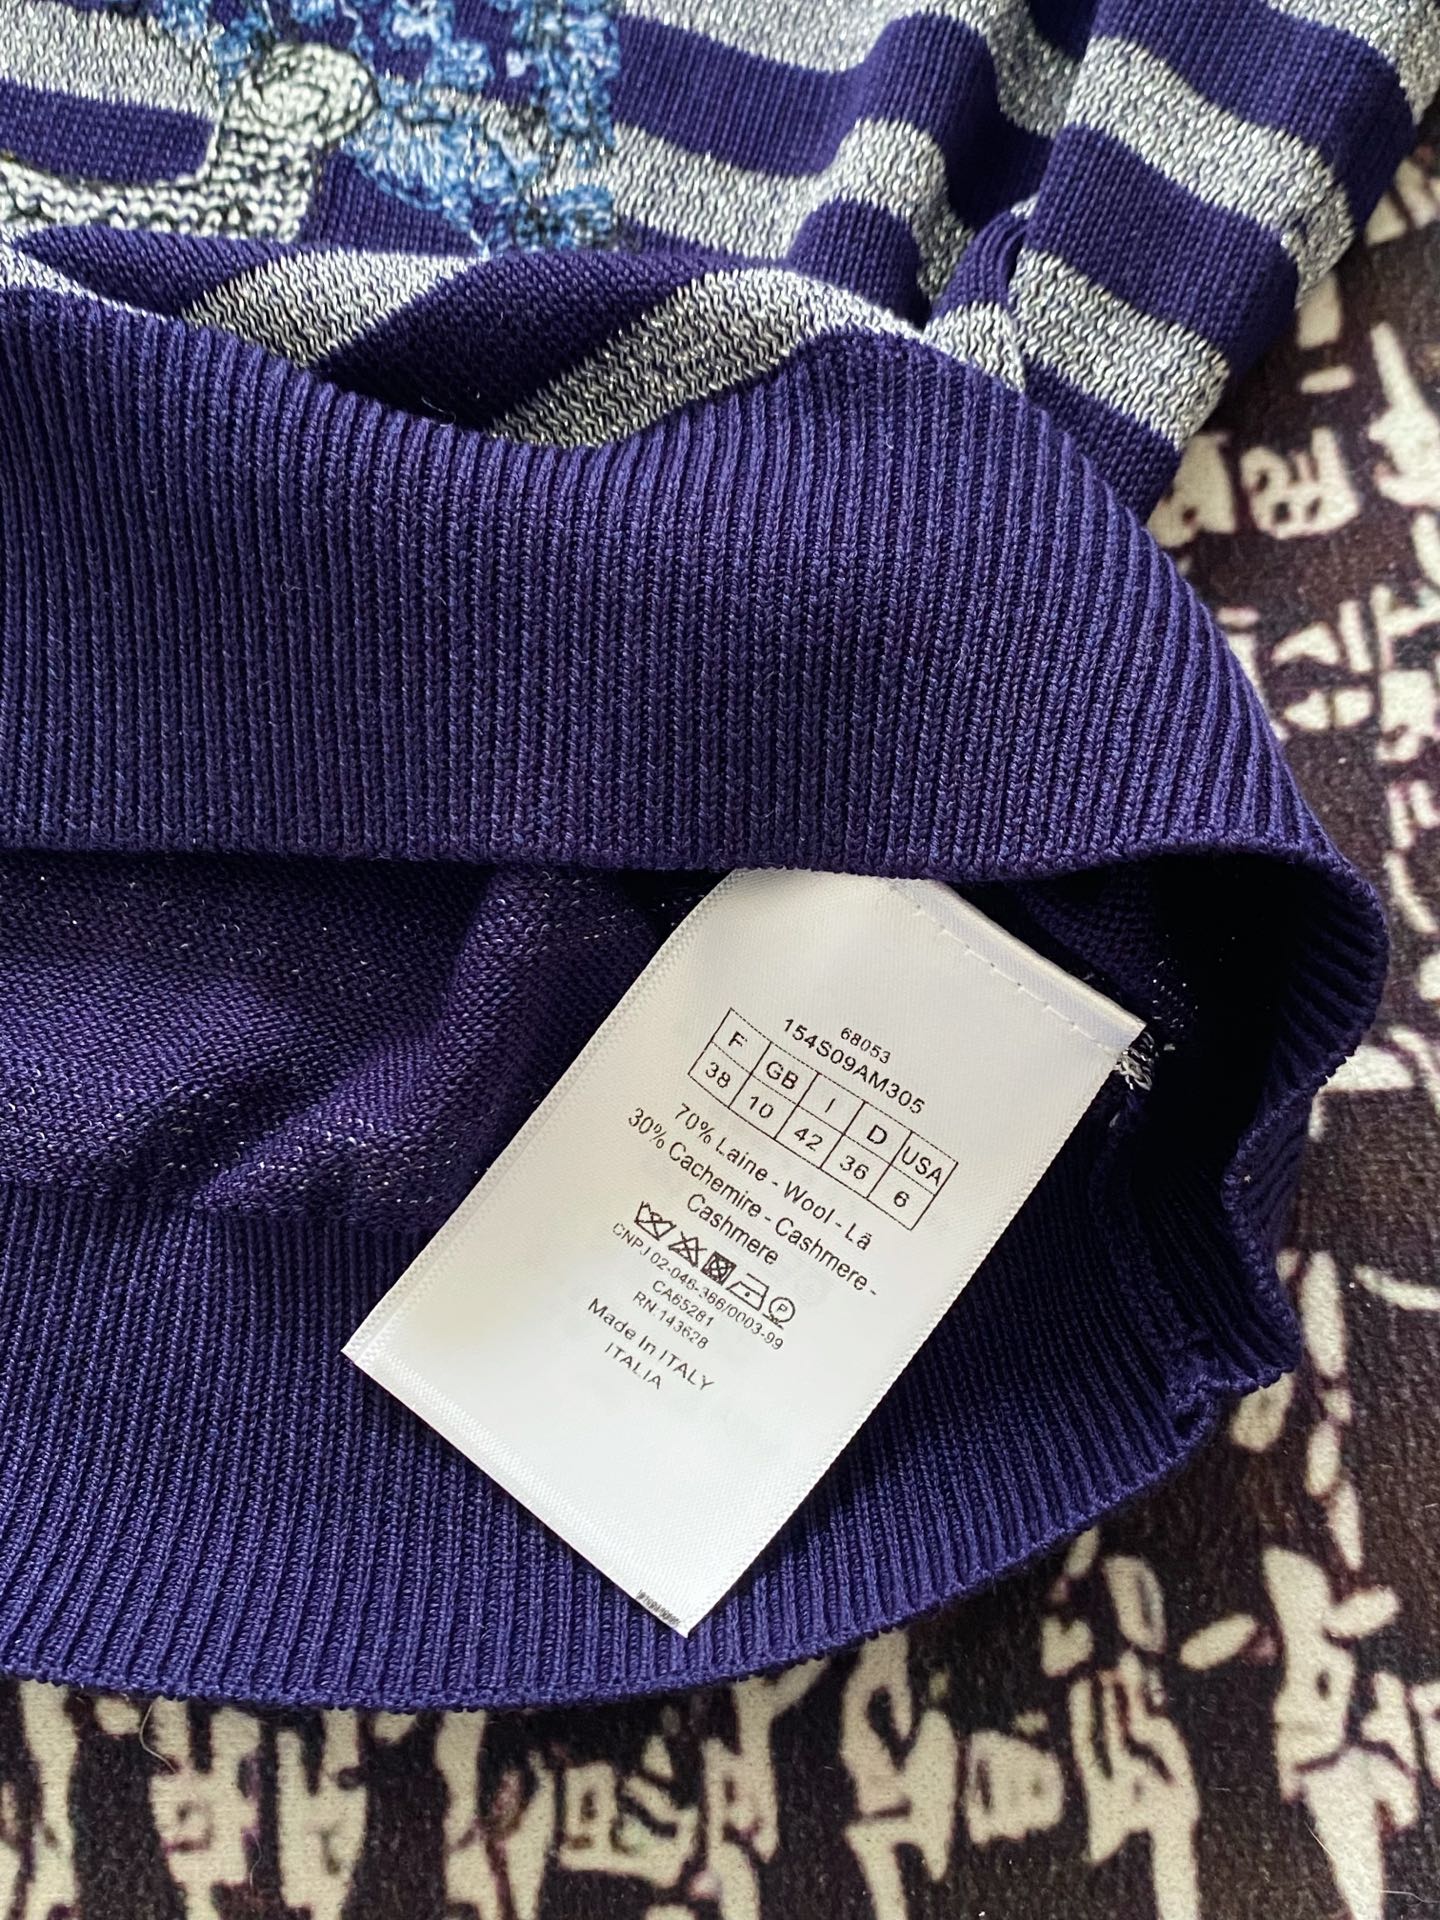 68053
154S09AM305
F GB I D USA
38 10 42 36 6
70% Laine - Wool - Lã
30% Cachemire - Cashmere -
Cashmere
CNPJ 02-046-366/0003-99
CA65281
RN 143628
Made In ITALY
ITALIA